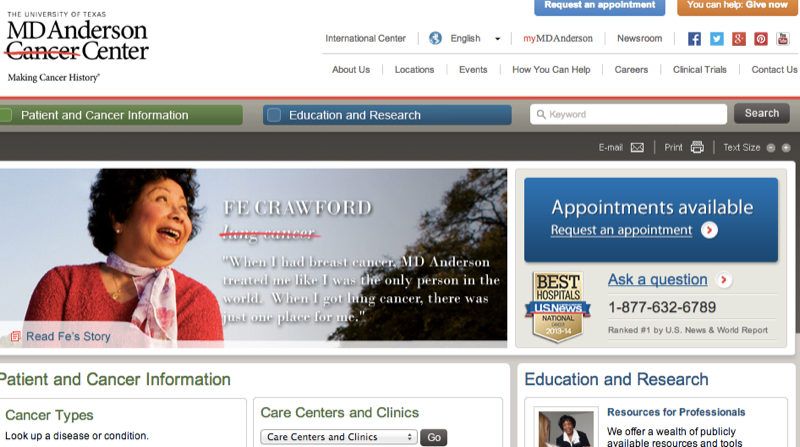 THE UNIVERSITY OF TEXAS
MD Anderson
Cancer Center
Making Cancer History®
Request an appointment
You can help: Give now
International Center
English
myMDAnderson
Newsroom
About Us
Locations
Events
How You Can Help
Careers
Clinical Trials
Contact Us
Patient and Cancer Information
Education and Research
Keyword
Search
E-mail
Print
Text Size
FE CRAWFORD
lung cancer
"When I had breast cancer, MD Anderson
treated me like I was the only person in the
world. When I got lung cancer, there was
just one place for me."
Read Fe's Story
Appointments available
Request an appointment
BEST
HOSPITALS
U.S.News
NATIONAL
CANCER
2013-14
Ask a question
1-877-632-6789
Ranked #1 by U.S. News & World Report
Patient and Cancer Information
Cancer Types
Look up a disease or condition.
Care Centers and Clinics
Care Centers and Clinics
Go
Education and Research
Resources for Professionals
We offer a wealth of publicly
available resources and tools